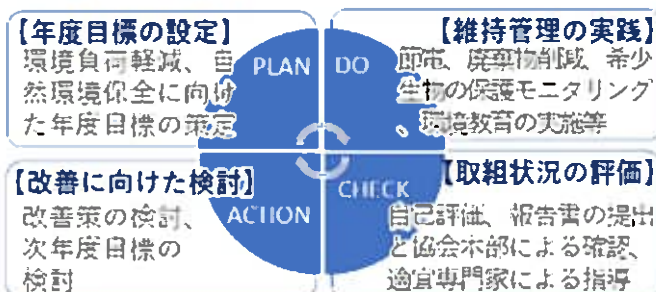 【年度目標の設定】
環境負荷軽減、自
然環境保全に向け
た年度目標の策定
PLAN
DO
【維持管理の実践】
節電、廃棄物削減、希少
生物の保護モニタリング
、環境教育の実施等
【改善に向けた検討】
改善策の検討、
次年度目標の
検討
ACTION
CHECK
【取組状況の評価】
自己評価、報告書の提出
と協会本部による確認、
適宜専門家による指導